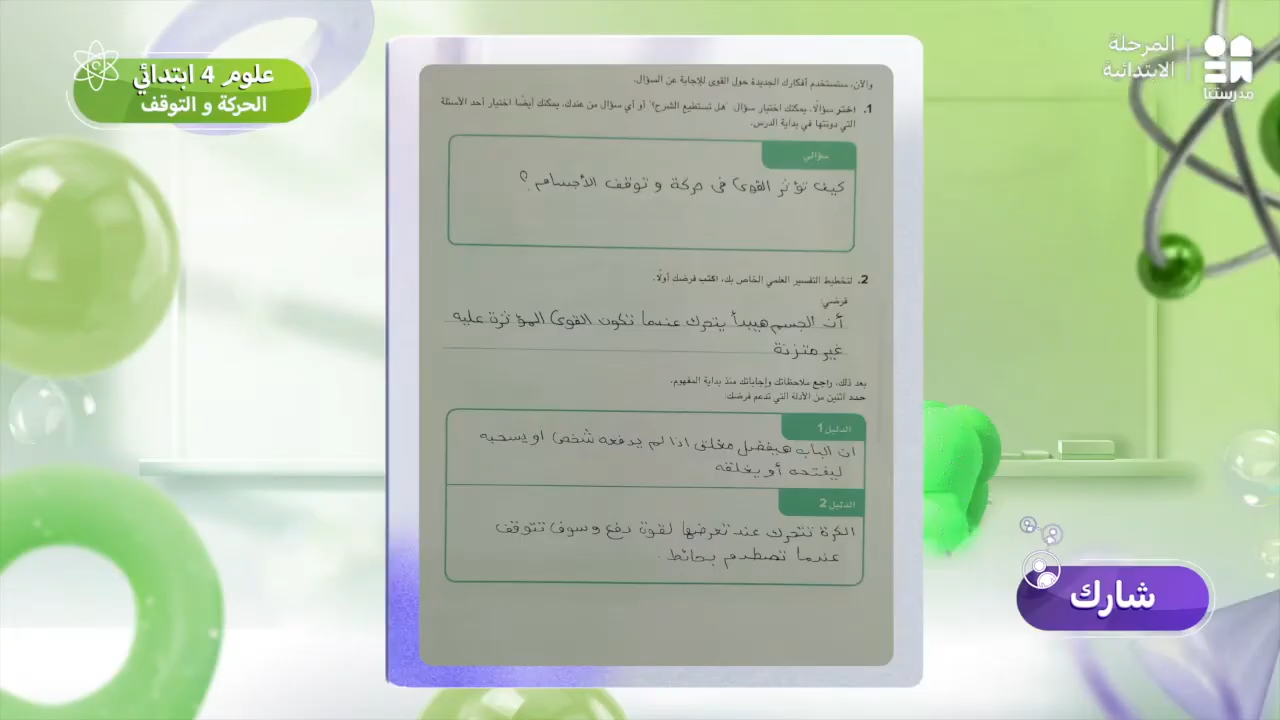 علوم 4 ابتدائي
الحركة و التوقف
المرحلة
الابتدائية
مدرستنا
والآن، ستستخدم أفكارك الجديدة حول القوى للإجابة عن السؤال.
1. اختر سؤالًا. يمكنك اختيار سؤال "هل تستطيع الشرح؟" أو أي سؤال من عندك. يمكنك أيضًا اختيار أحد الأسئلة
التي دونتها في بداية الدرس.
سؤالي
كيف تؤثر القوى فى حركة و توقف الأجسام؟
2. لتخطيط التفسير العلمي الخاص بك، اكتب فرضك أولًا.
فرضي:
أن الجسم هيبدأ يتحرك عندما تكون القوى المؤثرة عليه
غير متزنة
بعد ذلك، راجع ملاحظاتك وإجاباتك منذ بداية المفهوم.
حدد اثنين من الأدلة التي تدعم فرضك:
الدليل 1
ان الباب هيفضل مغلق اذا لم يدفعه شخص او يسحبه
ليفتحه أو يغلقه
الدليل 2
الكرة تتحرك عند تعرضها لقوة دفع وسوف تتوقف
عندما تصطدم بحائط.
شارك